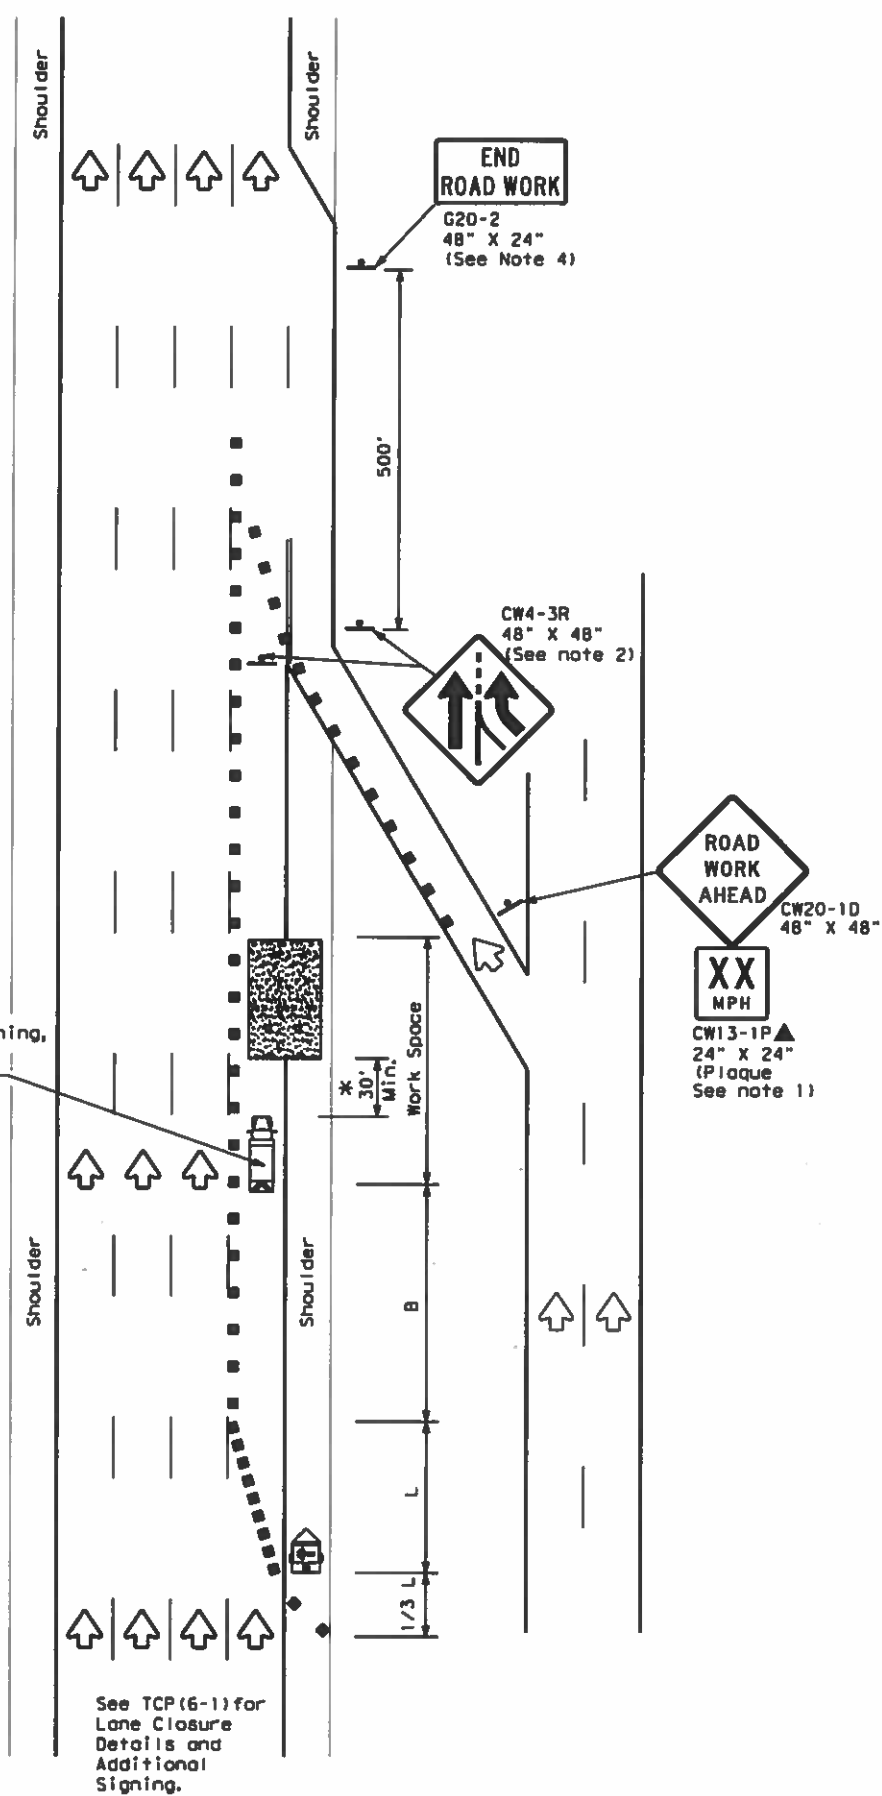 Shoulder
Shoulder
END
ROAD WORK
G20-2
48" X 24"
(See Note 4)
500'
CW4-3R
48" X 48"
(See note 2)
ROAD
WORK
AHEAD
CW20-1D
48" X 48"
XX
MPH
CW13-1P▲
24" X 24"
(Plaque
See note 1)
ning,
*
30'
Min.
Work Space
Shoulder
Shoulder
B
L
1/3 L
See TCP(6-1)for
Lane Closure
Details and
Additional
Signing.